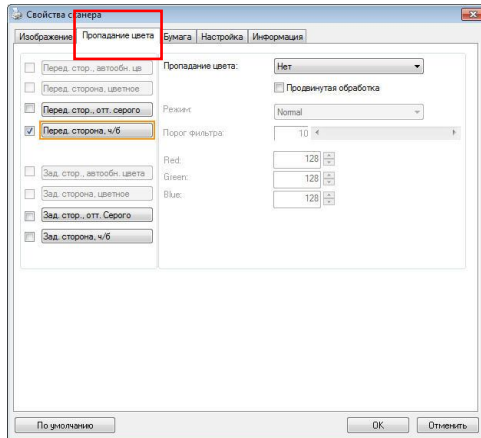 Свойства сканера
Изображение Пропадание цвета Бумага Настройка Информация
Перед. стор., автообн. цв Пропадание цвета: Нет
Перед. сторона, цветное Продвинутая обработка
Перед. стор., отт. серого Режим: Normal
Перед. сторона, ч/б Порог фильтра: 10
Red: 128
Зад. стор., автообн. цвета Green: 128
Зад. сторона, цветное Blue: 128
Зад. стор., отт. Серого
Зад. сторона, ч/б
По умолчанию OK Отменить